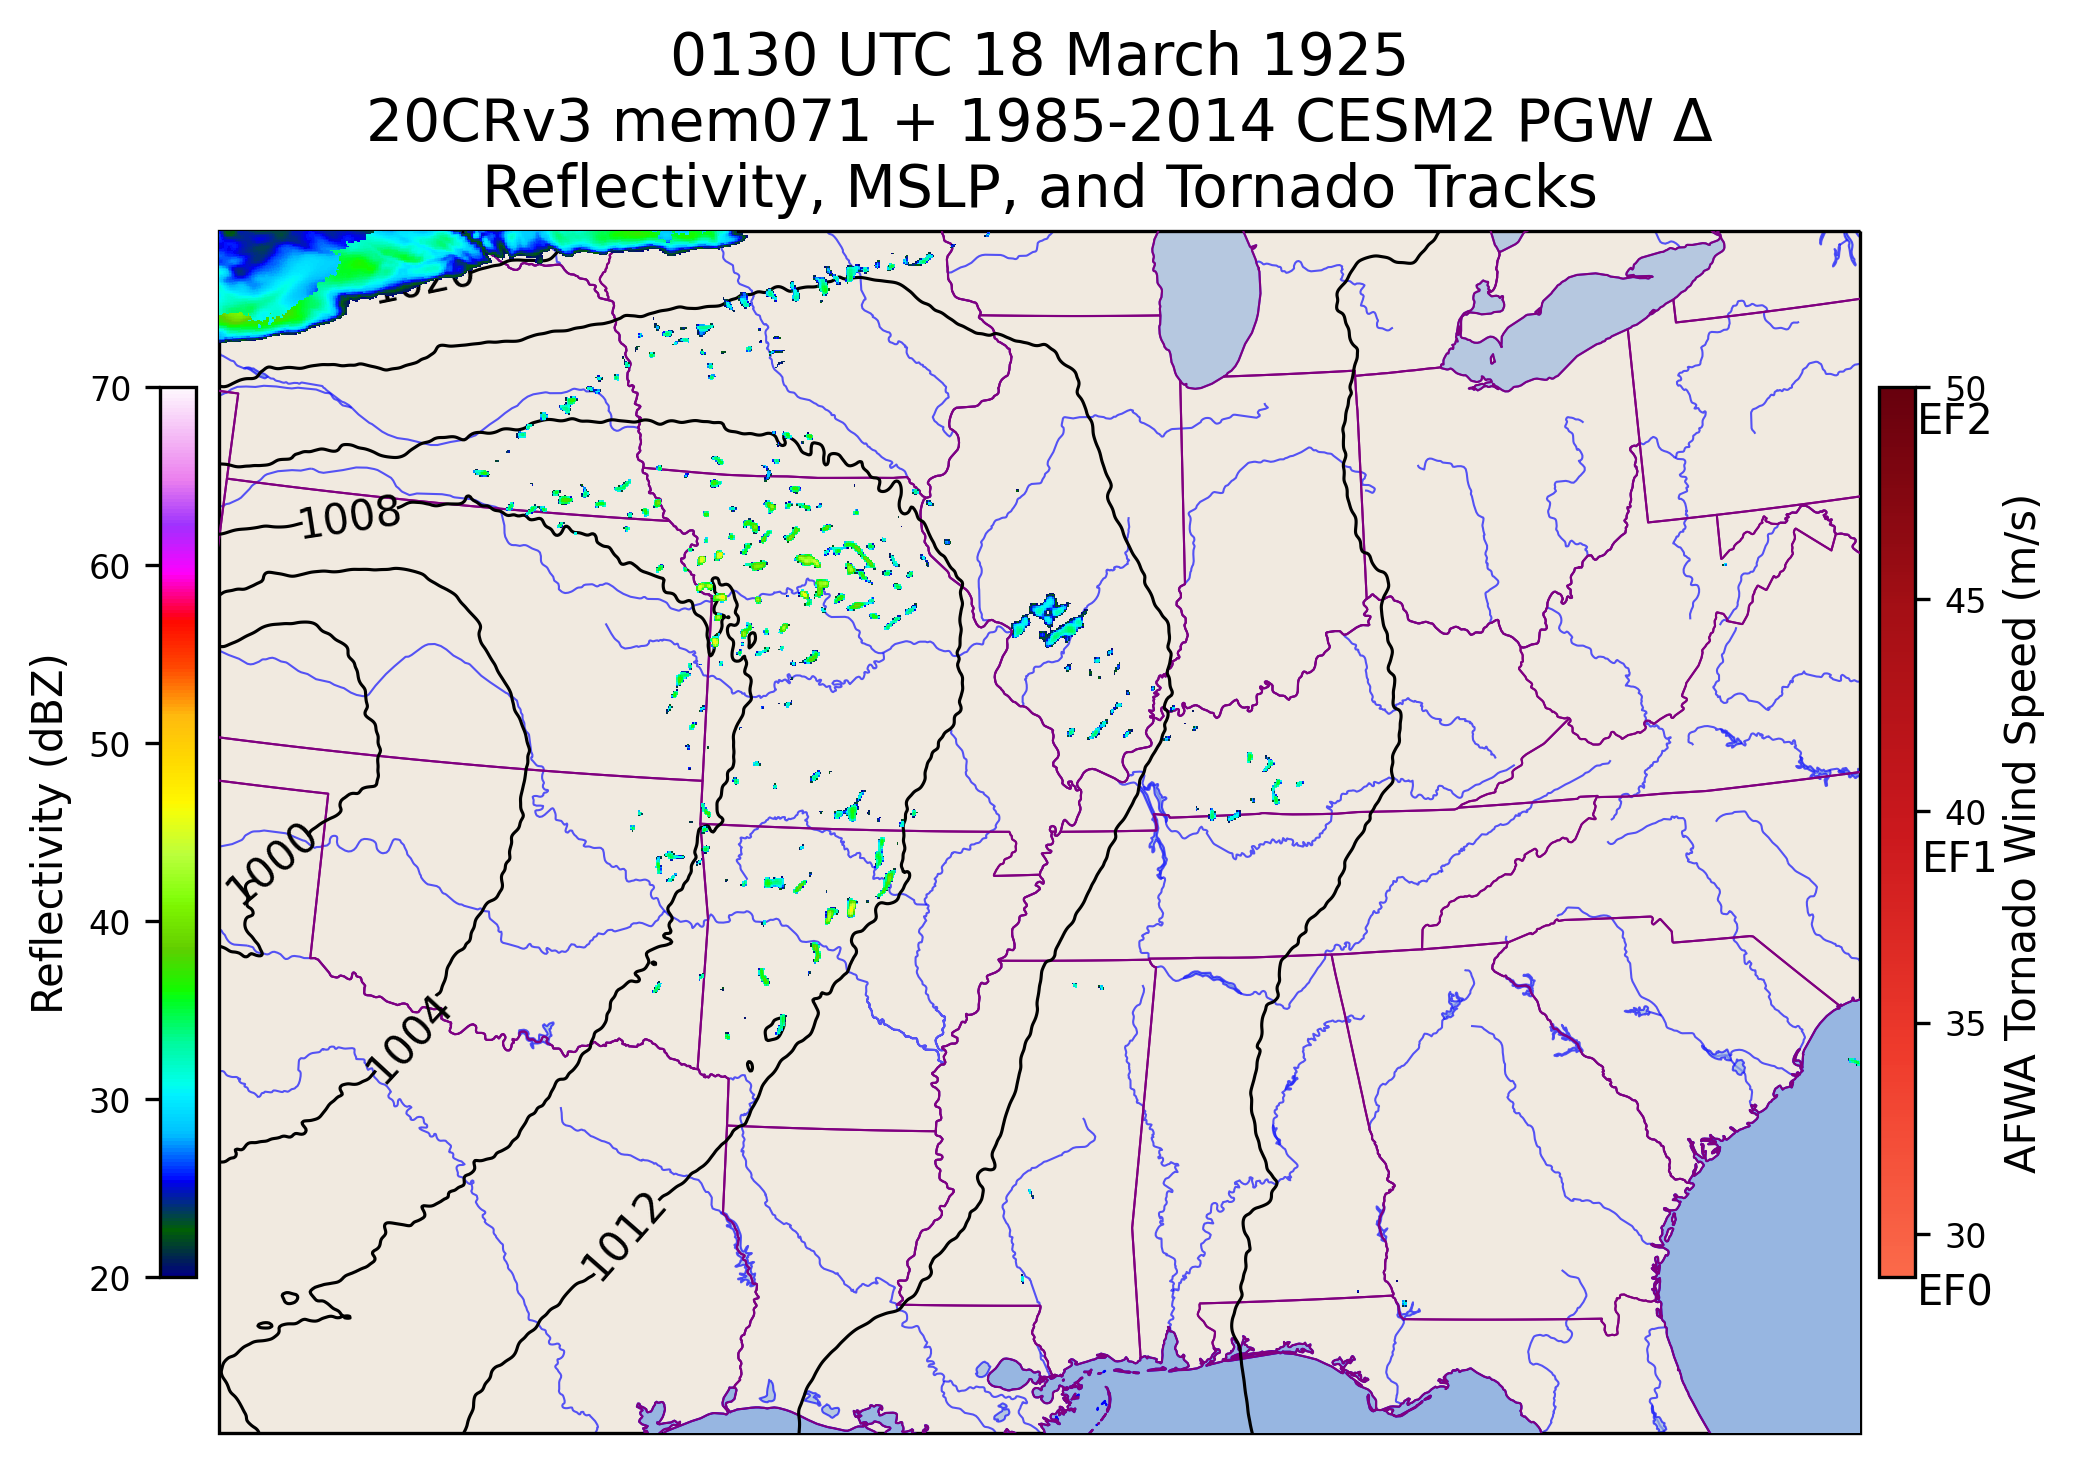 0130 UTC 18 March 1925
20CRv3 mem071 + 1985-2014 CESM2 PGW Δ
Reflectivity, MSLP, and Tornado Tracks
1020
1008
1000
1004
1012
70
60
50
40
30
20
Reflectivity (dBZ)
50
EF2
45
40
EF1
35
30
EF0
AFWA Tornado Wind Speed (m/s)